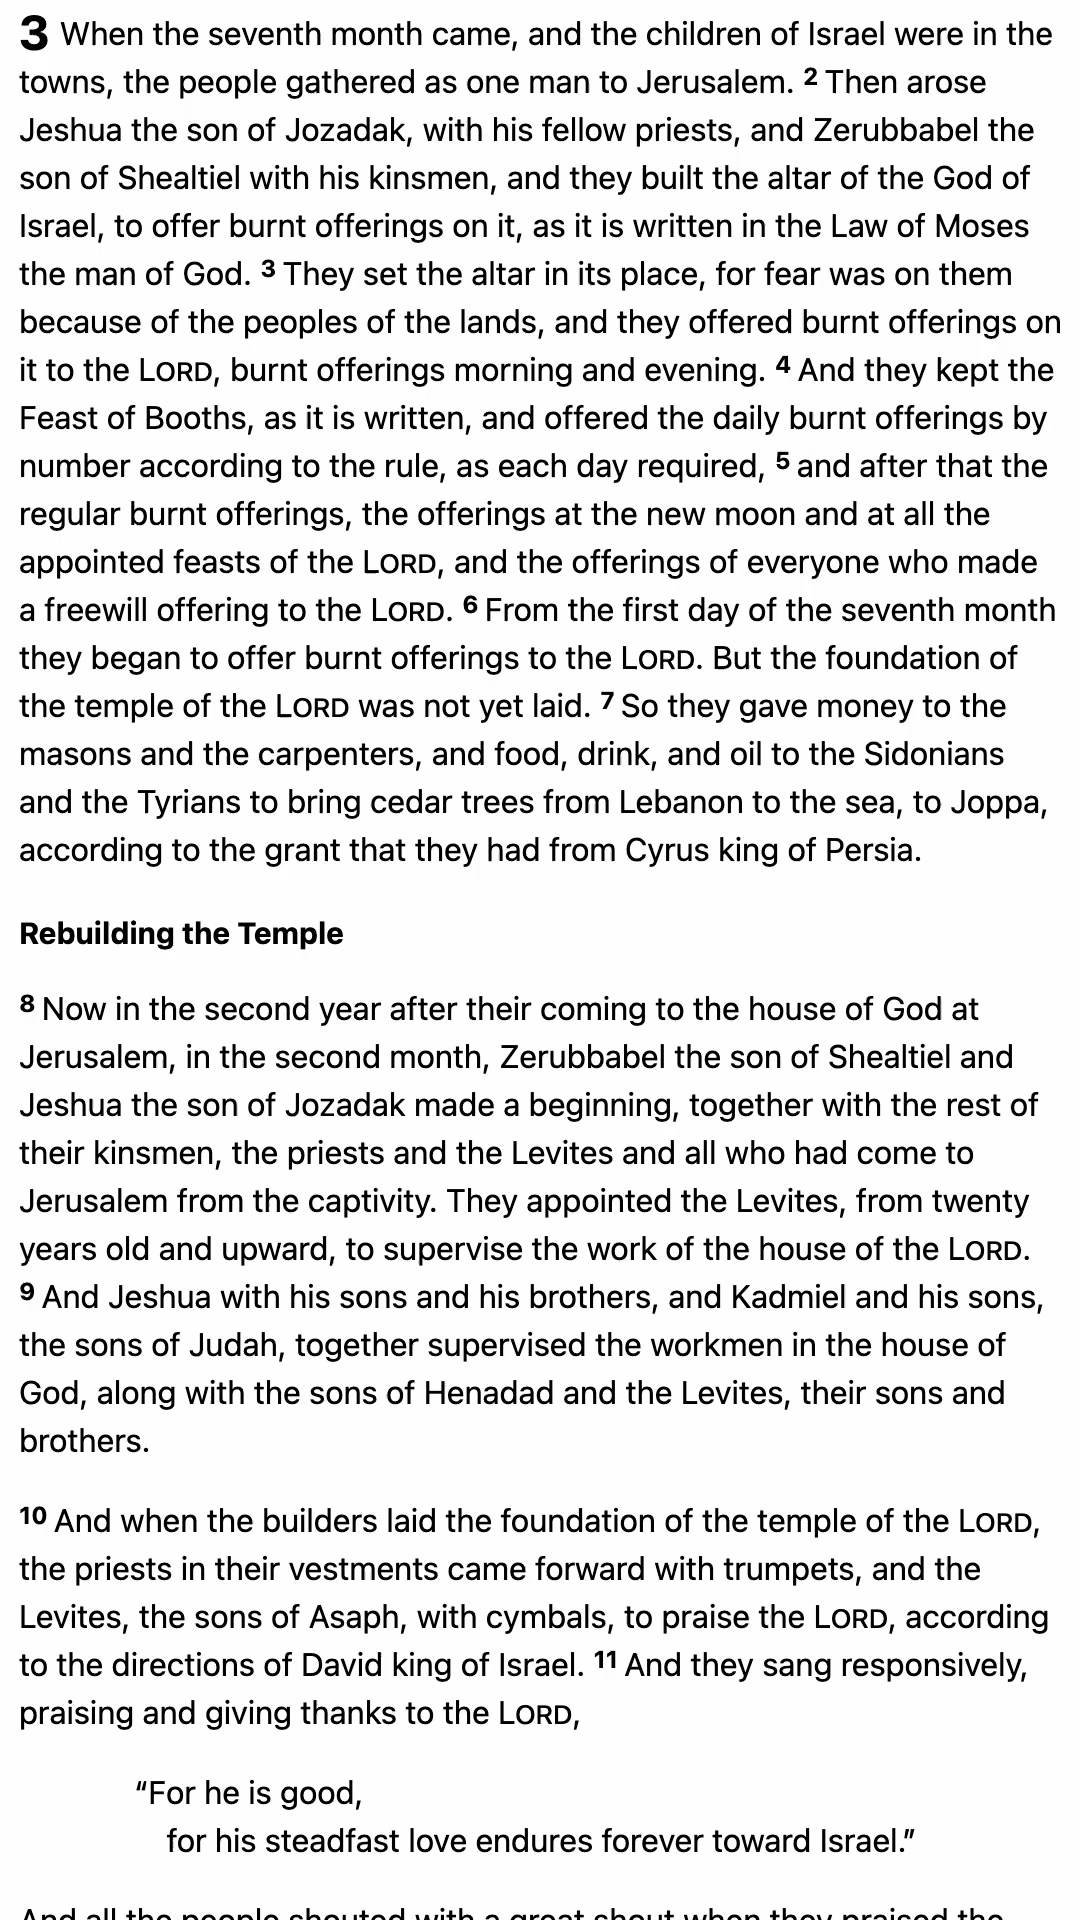 3 When the seventh month came, and the children of Israel were in the
towns, the people gathered as one man to Jerusalem. 2 Then arose
Jeshua the son of Jozadak, with his fellow priests, and Zerubbabel the
son of Shealtiel with his kinsmen, and they built the altar of the God of
Israel, to offer burnt offerings on it, as it is written in the Law of Moses
the man of God. 3 They set the altar in its place, for fear was on them
because of the peoples of the lands, and they offered burnt offerings on
it to the LORD, burnt offerings morning and evening. 4 And they kept the
Feast of Booths, as it is written, and offered the daily burnt offerings by
number according to the rule, as each day required, 5 and after that the
regular burnt offerings, the offerings at the new moon and at all the
appointed feasts of the LORD, and the offerings of everyone who made
a freewill offering to the LORD. 6 From the first day of the seventh month
they began to offer burnt offerings to the LORD. But the foundation of
the temple of the LORD was not yet laid. 7 So they gave money to the
masons and the carpenters, and food, drink, and oil to the Sidonians
and the Tyrians to bring cedar trees from Lebanon to the sea, to Joppa,
according to the grant that they had from Cyrus king of Persia.
Rebuilding the Temple
8 Now in the second year after their coming to the house of God at
Jerusalem, in the second month, Zerubbabel the son of Shealtiel and
Jeshua the son of Jozadak made a beginning, together with the rest of
their kinsmen, the priests and the Levites and all who had come to
Jerusalem from the captivity. They appointed the Levites, from twenty
years old and upward, to supervise the work of the house of the LORD.
9 And Jeshua with his sons and his brothers, and Kadmiel and his sons,
the sons of Judah, together supervised the workmen in the house of
God, along with the sons of Henadad and the Levites, their sons and
brothers.
10 And when the builders laid the foundation of the temple of the LORD,
the priests in their vestments came forward with trumpets, and the
Levites, the sons of Asaph, with cymbals, to praise the LORD, according
to the directions of David king of Israel. 11 And they sang responsively,
praising and giving thanks to the LORD,
“For he is good,
for his steadfast love endures forever toward Israel.”
And all the people shouted with a great shout when they praised the